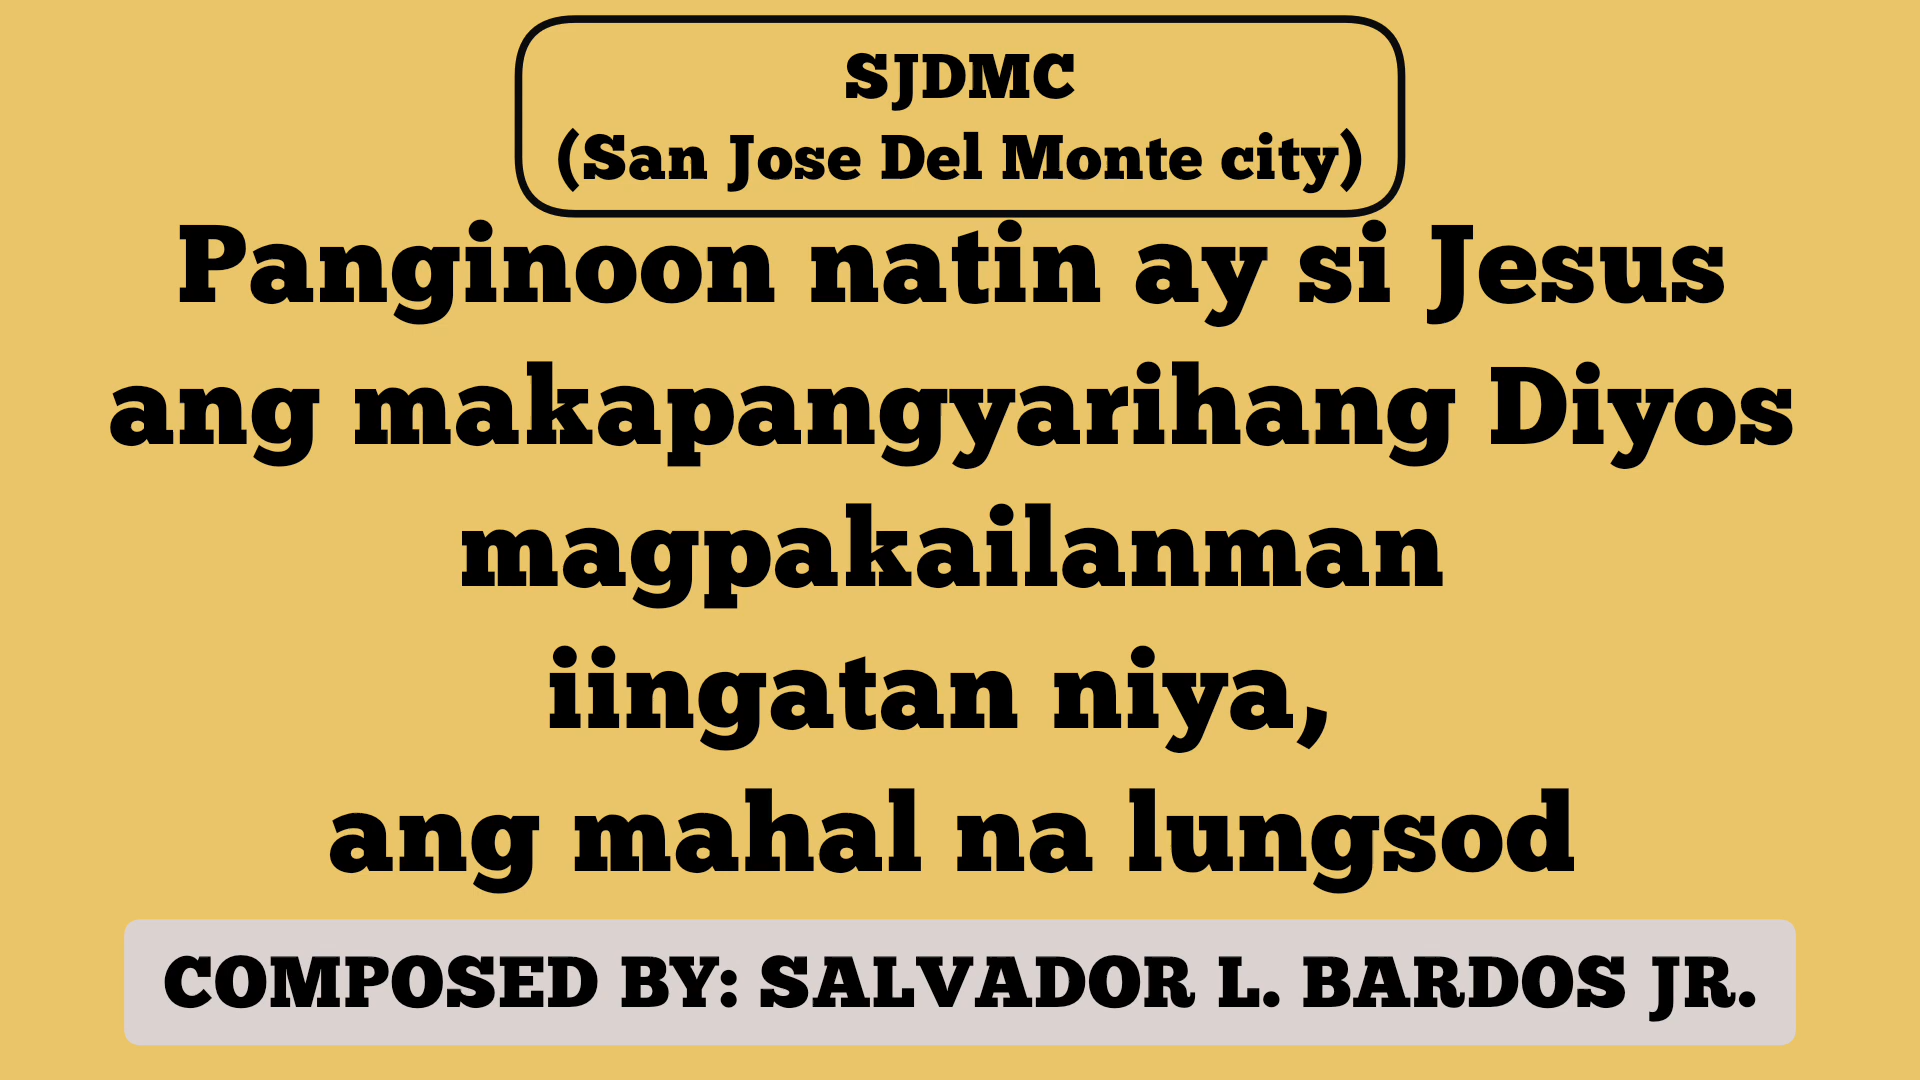 SJDMC
(San Jose Del Monte city)
Panginoon natin ay si Jesus
ang makapangyarihang Diyos
magpakailanman
iingatan niya,
ang mahal na lungsod
COMPOSED BY: SALVADOR L. BARDOS JR.